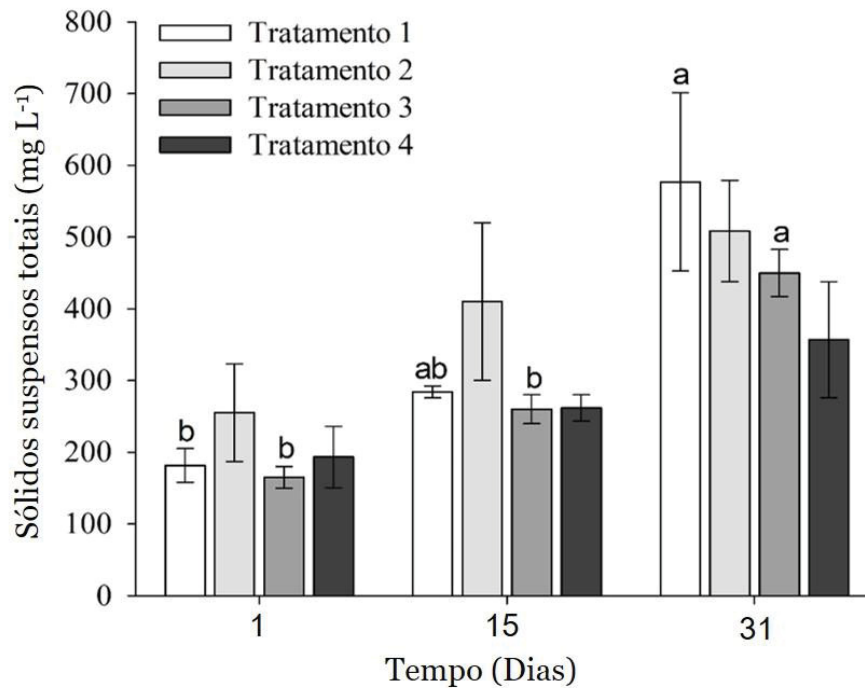 800
700
600
500
400
300
200
100
0
Sólidos suspensos totais (mg L⁻¹)
Tratamento 1
Tratamento 2
Tratamento 3
Tratamento 4
b
b
ab
b
a
a
1
15
31
Tempo (Dias)